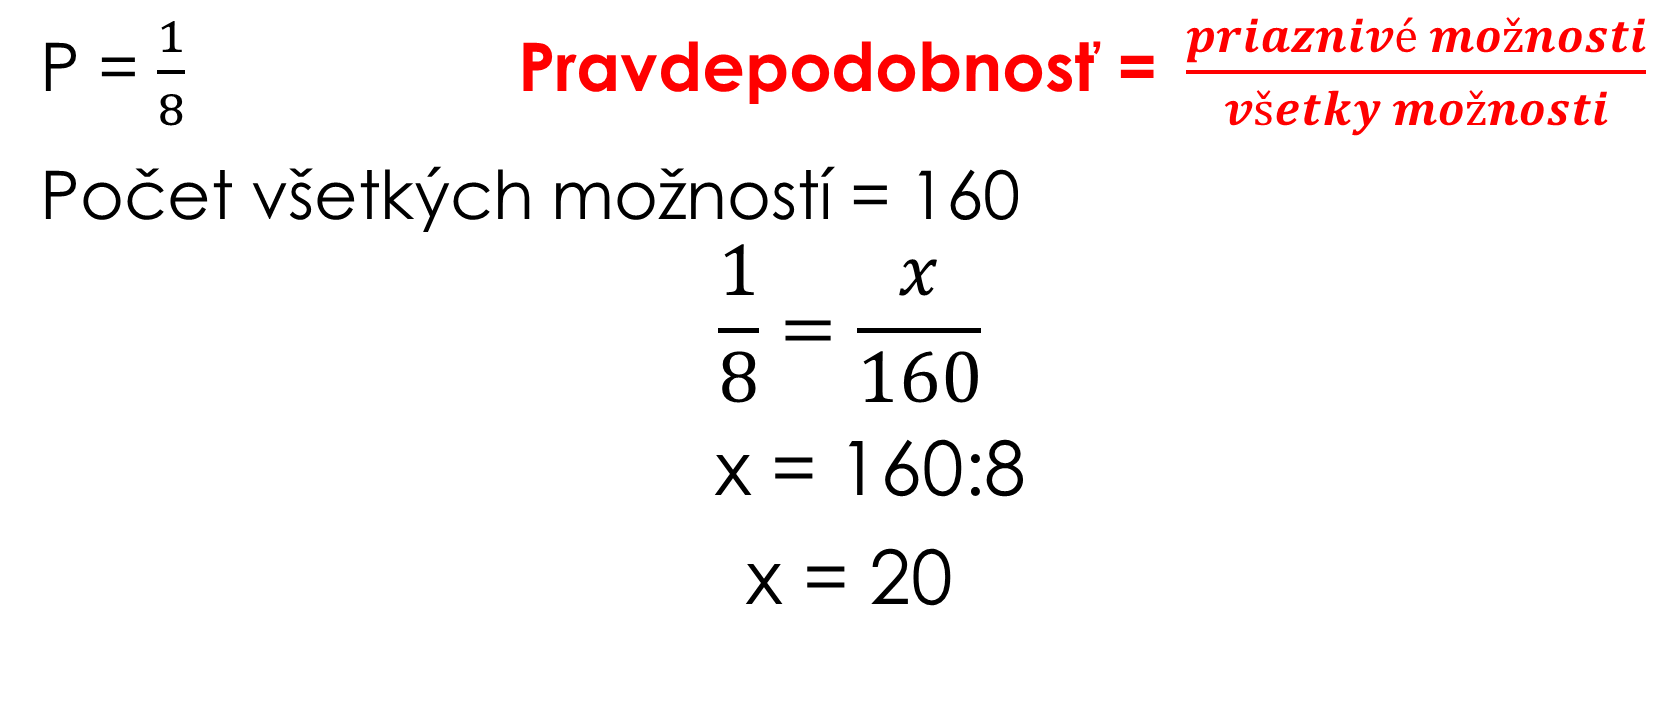 P = 1/8
Pravdepodobnosť = priaznivé možnosti/všetky možnosti
Počet všetkých možností = 160
1/8 = x/160
x = 160:8
x = 20